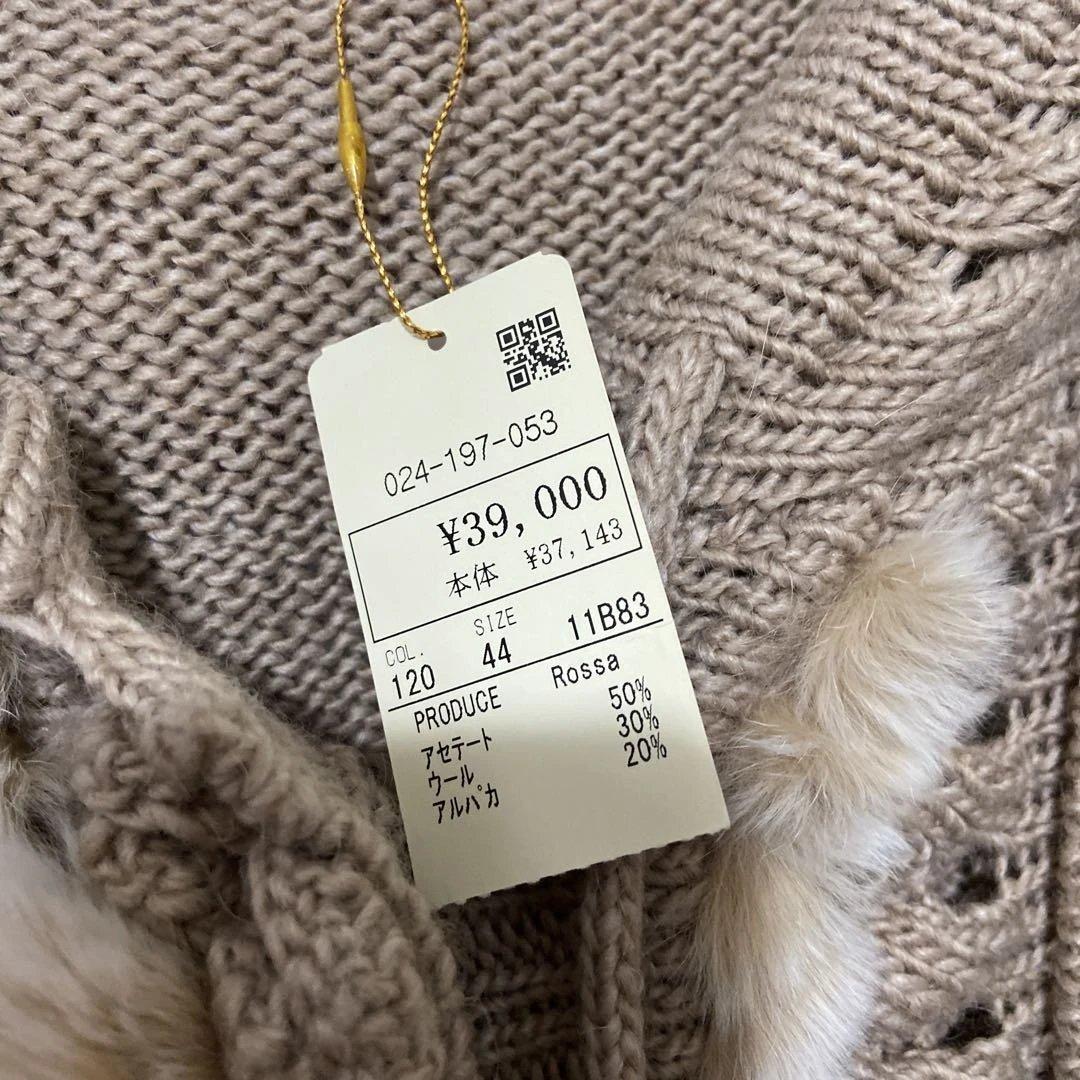 024-197-053
¥39,000
本体 ¥37,143
COL. SIZE
120 44 11B83
PRODUCE Rossa
アセテート 50%
ウール 30%
アルパカ 20%